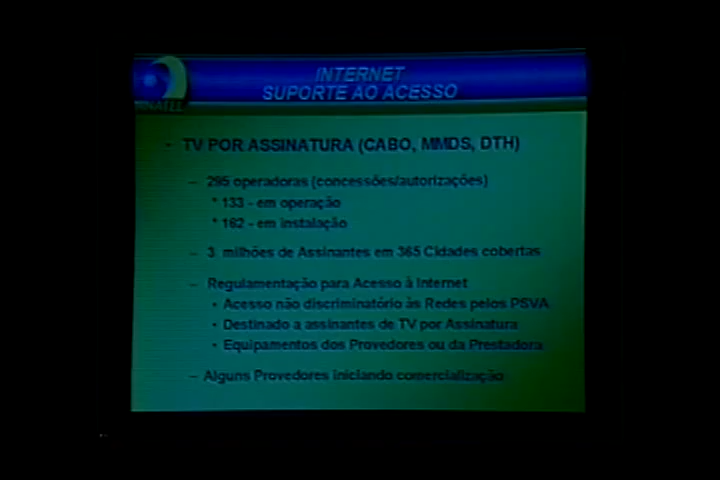 INTERNET
SUPORTE AO ACESSO
ANATEL
• TV POR ASSINATURA (CABO, MMDS, DTH)
– 295 operadoras (concessões/autorizações)
* 133 - em operação
* 162 - em instalação
– 3 milhões de Assinantes em 365 Cidades cobertas
– Regulamentação para Acesso à Internet
• Acesso não discriminatório às Redes pelos PSVA
• Destinado a assinantes de TV por Assinatura
• Equipamentos dos Provedores ou da Prestadora
– Alguns Provedores iniciando comercialização